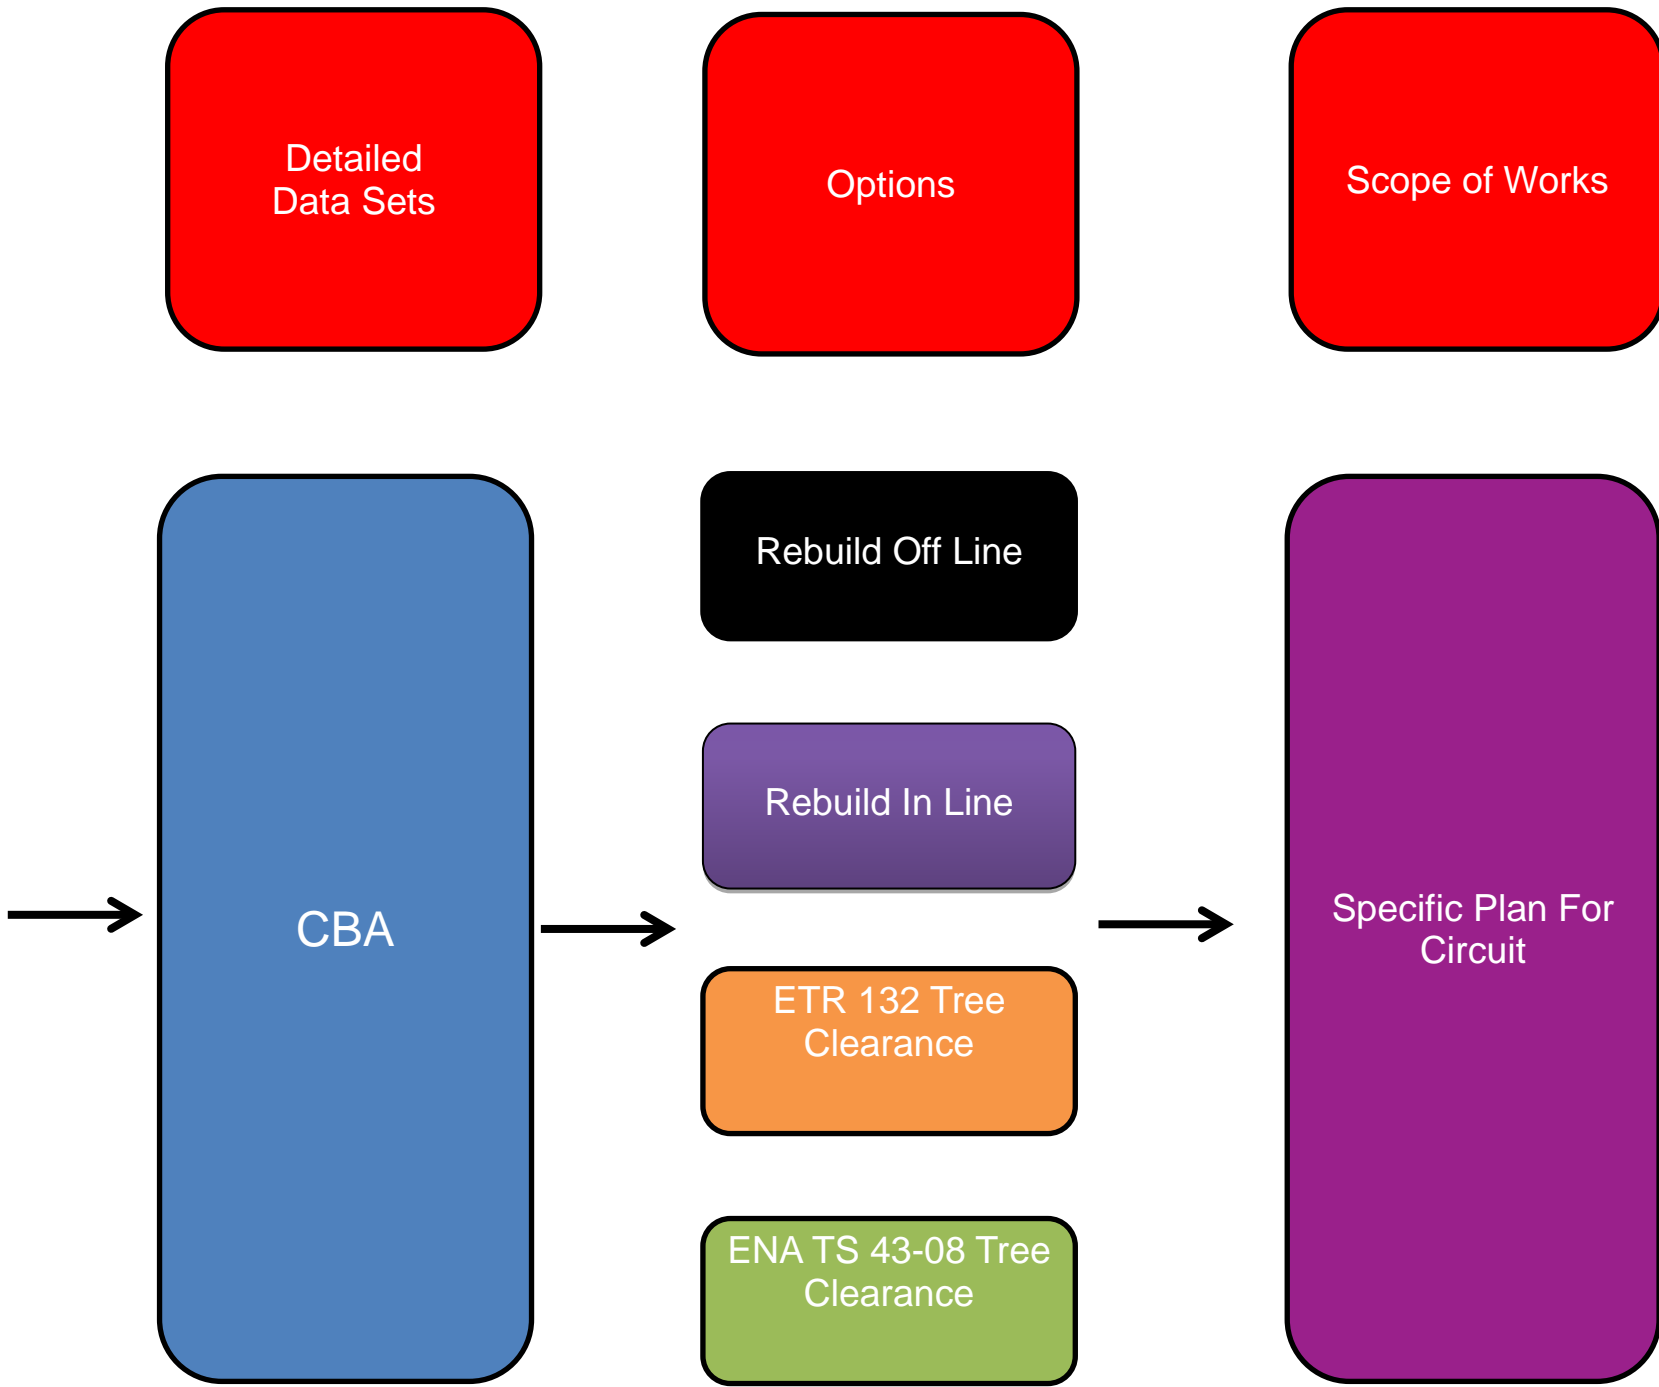 Detailed
Data Sets
Options
Scope of Works
CBA
Rebuild Off Line
Rebuild In Line
ETR 132 Tree
Clearance
ENA TS 43-08 Tree
Clearance
Specific Plan For
Circuit